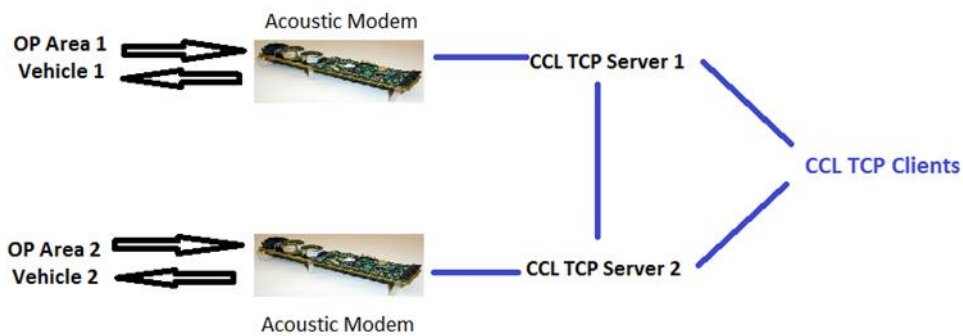 Acoustic Modem
OP Area 1
Vehicle 1
CCL TCP Server 1
CCL TCP Clients
OP Area 2
Vehicle 2
CCL TCP Server 2
Acoustic Modem